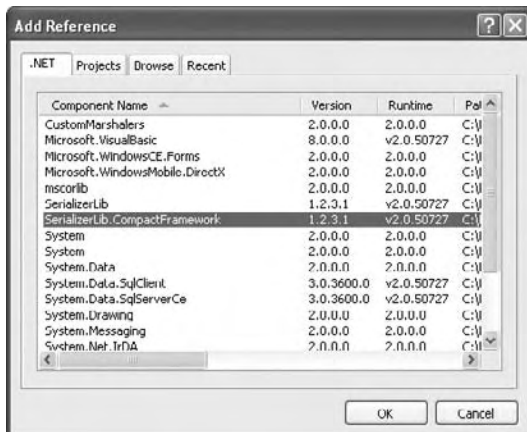 Add Reference
.NET Projects Browse Recent
Component Name Version Runtime Pal
CustomMarshalers 2.0.0.0 2.0.0.0 C:\I
Microsoft.VisualBasic 8.0.0.0 v2.0.50727 C:\I
Microsoft.WindowsCE.Forms 2.0.0.0 2.0.0.0 C:\I
Microsoft.WindowsMobile.DirectX 2.0.0.0 2.0.0.0 C:\I
mscorlib 2.0.0.0 2.0.0.0 C:\I
SerializerLib 1.2.3.1 v2.0.50727 C:\I
SerializerLib.CompactFramework 1.2.3.1 v2.0.50727 C:\I
System 2.0.0.0 2.0.0.0 C:\I
System 2.0.0.0 2.0.0.0 C:\I
System.Data 2.0.0.0 2.0.0.0 C:\I
System.Data.SqlClient 3.0.3600.0 v2.0.50727 C:\I
System.Data.SqlServerCe 3.0.3600.0 v2.0.50727 C:\I
System.Drawing 2.0.0.0 2.0.0.0 C:\I
System.Messaging 2.0.0.0 2.0.0.0 C:\I
System.Net.IrDA 2.0.0.0 2.0.0.0 C:\I
OK Cancel